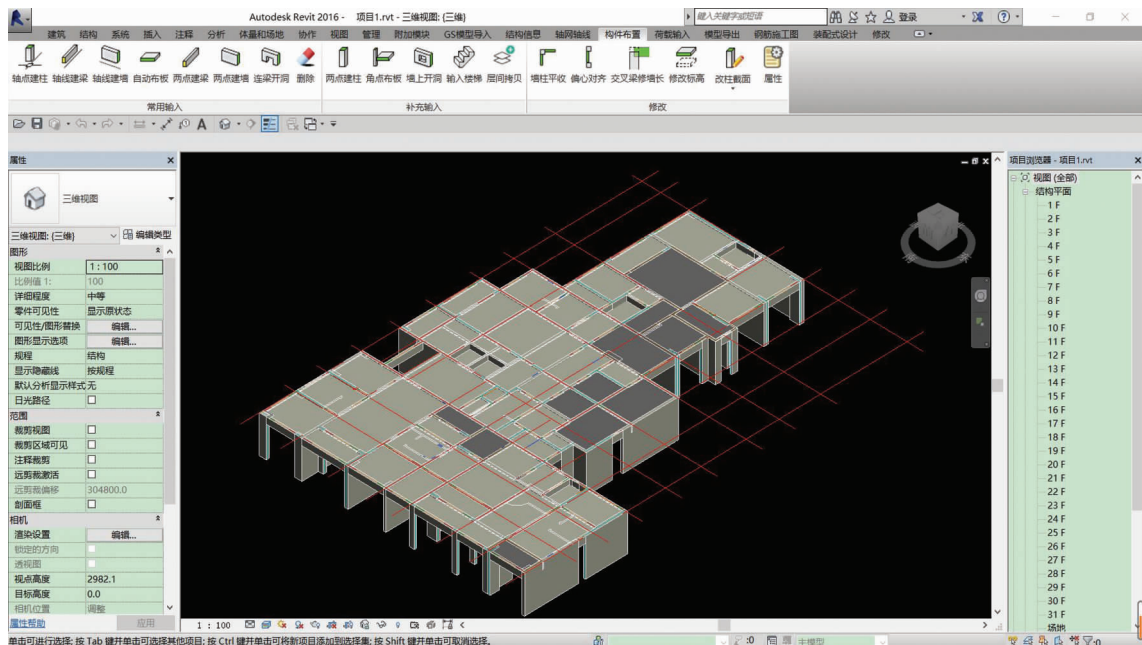 Autodesk Revit 2016 - 项目1.rvt - 三维视图: {三维}
键入关键字或短语
登录
建筑 结构 系统 插入 注释 分析 体量和场地 协作 视图 管理 附加模块 GS模型导入 结构信息 轴网轴线 构件布置 荷载输入 模型导出 钢筋施工图 装配式设计 修改
轴点建柱 轴线建梁 轴线建墙 自动布板 两点建梁 两点建墙 连梁开洞 删除 两点建柱 角点布板 墙上开洞 输入楼梯 层间拷贝 墙柱平收 偏心对齐 交叉梁修墙长 修改标高 改柱截面 属性
常用输入 补充输入 修改
属性
三维视图
三维视图: {三维} 编辑类型
图形
视图比例 1 : 100
比例值 1: 100
详细程度 中等
零件可见性 显示原状态
可见性/图形替换 编辑...
图形显示选项 编辑...
规程 结构
显示隐藏线 按规程
默认分析显示样式 无
日光路径
范围
裁剪视图
裁剪区域可见
注释裁剪
远剪裁激活
远剪裁偏移 304800.0
剖面框
相机
渲染设置 编辑...
锁定的方向
透视图
视点高度 2982.1
目标高度 0.0
相机位置 调整
属性帮助 应用
项目浏览器 - 项目1.rvt
视图 (全部)
结构平面
1 F
2 F
3 F
4 F
5 F
6 F
7 F
8 F
9 F
10 F
11 F
12 F
13 F
14 F
15 F
16 F
17 F
18 F
19 F
20 F
21 F
22 F
23 F
24 F
25 F
26 F
27 F
28 F
29 F
30 F
31 F
场地
1 : 100
单击可进行选择; 按 Tab 键并单击可选择其他项目; 按 Ctrl 键并单击可将新项目添加到选择集; 按 Shift 键并单击可取消选择。
:0 主模型 :0